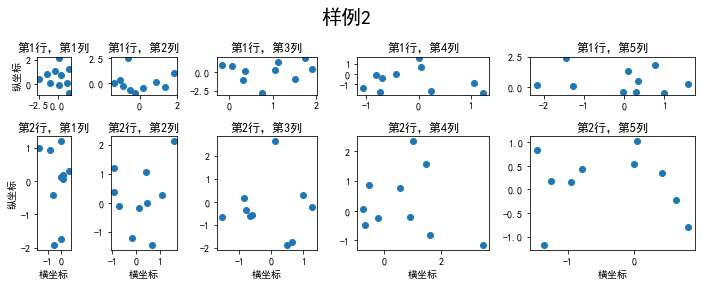 样例2
第1行，第1列
纵坐标
2
0
−2.5 0.0
第1行，第2列
2.5
0.0
0 2
第1行，第3列
0.0
−2.5
0 1 2
第1行，第4列
1
0
−1
−1 0 1
第1行，第5列
2.5
0.0
−2 −1 0 1
第2行，第1列
纵坐标
1
0
−1
−2
−1 0
横坐标
第2行，第2列
2
1
0
−1
−1 0 1
横坐标
第2行，第3列
2
1
0
−1
−2
−1 0 1
横坐标
第2行，第4列
2
1
0
−1
0 2
横坐标
第2行，第5列
1.0
0.5
0.0
−0.5
−1.0
−1 0
横坐标